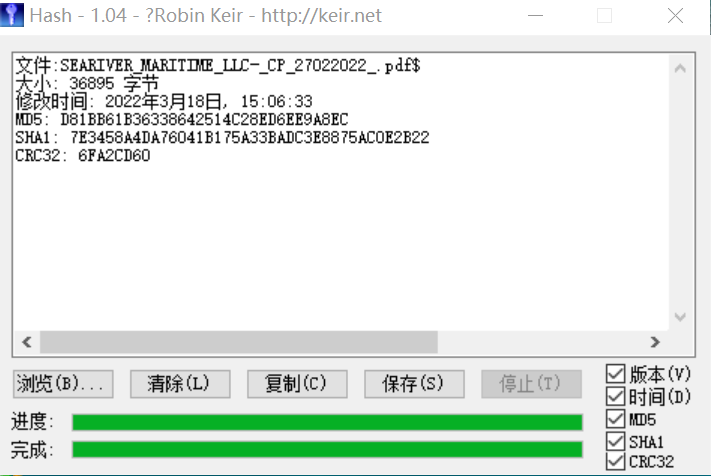 Hash - 1.04 - ?Robin Keir - http://keir.net
文件:SEARIVER_MARITIME_LLC-_CP_27022022_.pdf$
大小: 36895 字节
修改时间: 2022年3月18日, 15:06:33
MD5: D81BB61B36338642514C28ED6EE9A8EC
SHA1: 7E3458A4DA76041B175A33BADC3E8875AC0E2B22
CRC32: 6FA2CD60
浏览(B)... 清除(L) 复制(C) 保存(S) 停止(T)
版本(V)
时间(D)
MD5
SHA1
CRC32
进度:
完成: